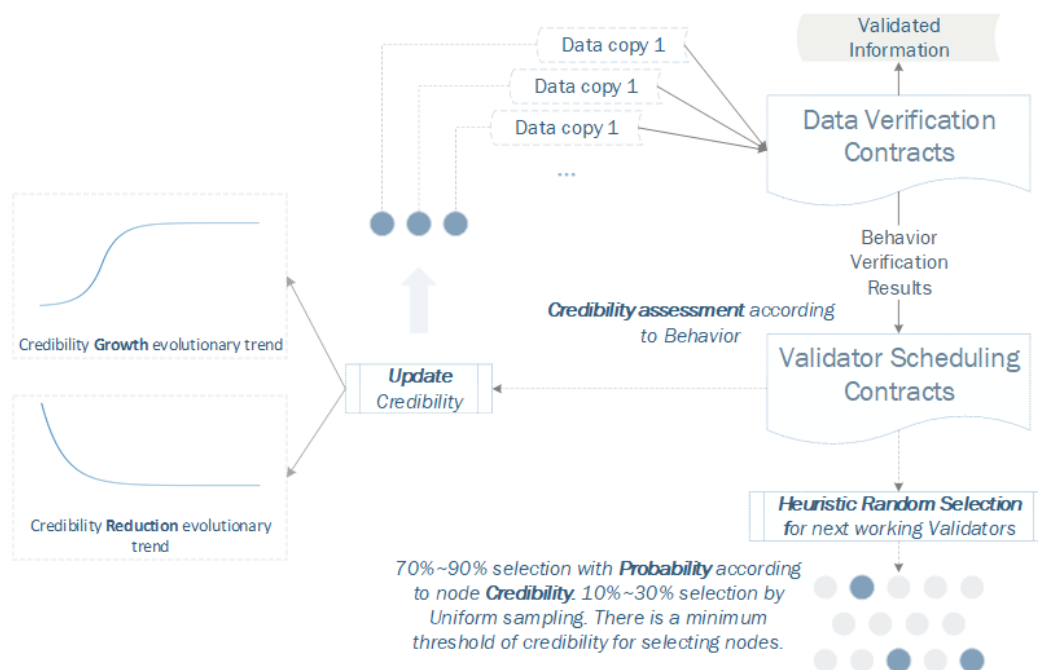 Validated
Information
Data copy 1
Data copy 1
Data copy 1
...
Data Verification
Contracts
Behavior
Verification
Results
Credibility assessment according
to Behavior
Credibility Growth evolutionary trend
Update
Credibility
Validator Scheduling
Contracts
Credibility Reduction evolutionary
trend
Heuristic Random Selection
for next working Validators
70%~90% selection with Probability according
to node Credibility. 10%~30% selection by
Uniform sampling. There is a minimum
threshold of credibility for selecting nodes.